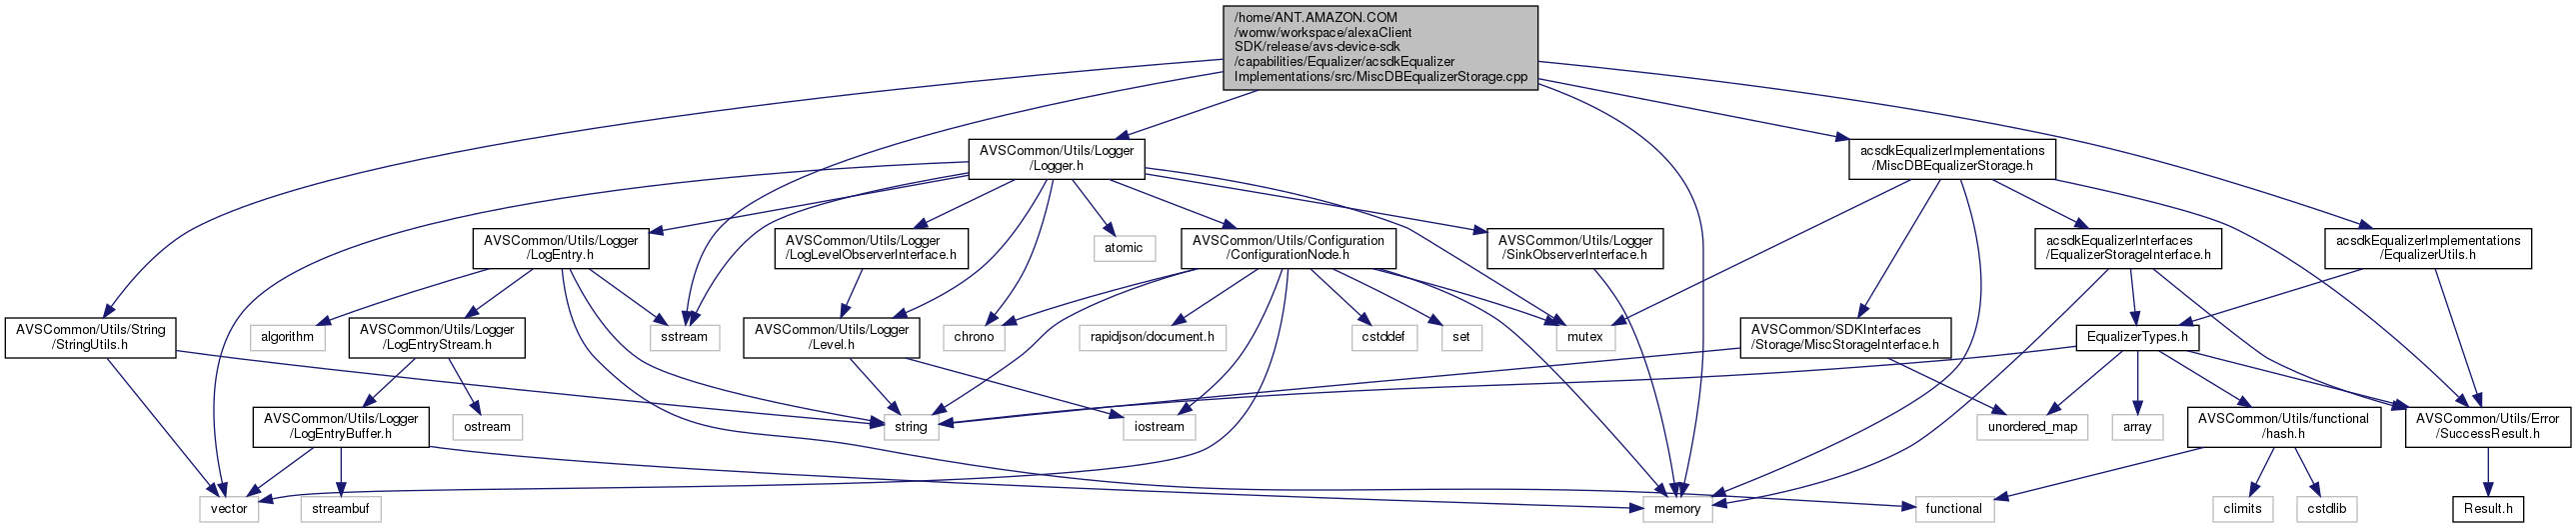 /home/ANT.AMAZON.COM
/womw/workspace/alexaClient
SDK/release/avs-device-sdk
/capabilities/Equalizer/acsdkEqualizer
Implementations/src/MiscDBEqualizerStorage.cpp
AVSCommon/Utils/Logger
/Logger.h
acsdkEqualizerImplementations
/MiscDBEqualizerStorage.h
AVSCommon/Utils/Logger
/LogEntry.h
AVSCommon/Utils/Logger
/LogLevelObserverInterface.h
atomic
AVSCommon/Utils/Configuration
/ConfigurationNode.h
AVSCommon/Utils/Logger
/SinkObserverInterface.h
acsdkEqualizerInterfaces
/EqualizerStorageInterface.h
acsdkEqualizerImplementations
/EqualizerUtils.h
AVSCommon/Utils/String
/StringUtils.h
algorithm
AVSCommon/Utils/Logger
/LogEntryStream.h
sstream
AVSCommon/Utils/Logger
/Level.h
chrono
rapidjson/document.h
cstddef
set
mutex
AVSCommon/SDKInterfaces
/Storage/MiscStorageInterface.h
EqualizerTypes.h
AVSCommon/Utils/Logger
/LogEntryBuffer.h
ostream
string
iostream
unordered_map
array
AVSCommon/Utils/functional
/hash.h
AVSCommon/Utils/Error
/SuccessResult.h
vector
streambuf
memory
functional
climits
cstdlib
Result.h